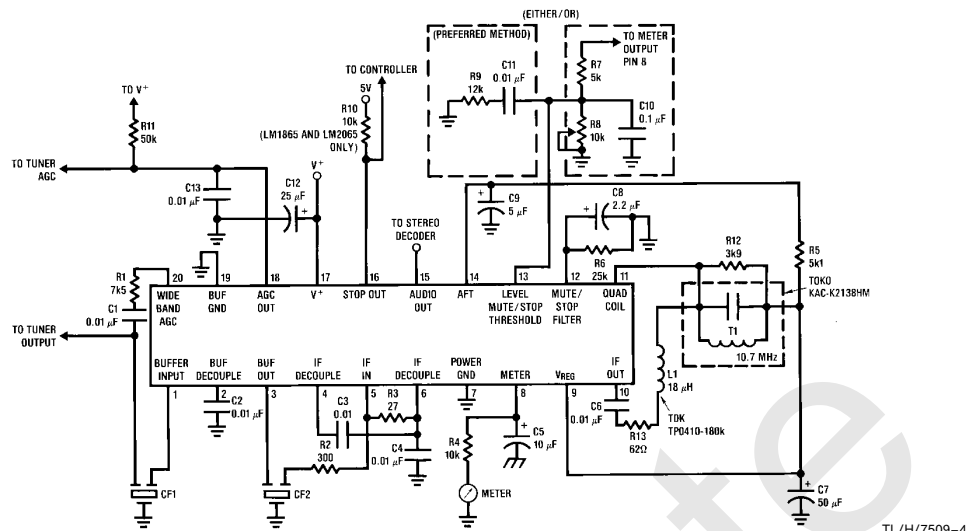 (EITHER/OR)
(PREFERRED METHOD)
TO METER
OUTPUT
PIN 8
C11
0.01 µF
R9
12k
R7
5k
C10
0.1 µF
R8
10k
TO CONTROLLER
5V
R10
10k
(LM1865 AND LM2065
ONLY)
TO V+
R11
50k
TO TUNER
AGC
C13
0.01 µF
C12
25 µF
+
V+
TO STEREO
DECODER
+
C9
5 µF
C8
2.2 µF
+
R6
25k
R12
3k9
R5
5k1
TOKO
KAC-K2138HM
T1
10.7 MHz
R1
7k5
C1
0.01 µF
TO TUNER
OUTPUT
20
19
18
17
16
15
14
13
12
11
WIDE
BAND
AGC
BUF
GND
AGC
OUT
V+
STOP OUT
AUDIO
OUT
AFT
LEVEL
MUTE/STOP
THRESHOLD
MUTE/
STOP
FILTER
QUAD
COIL
BUFFER
INPUT
BUF
DECOUPLE
BUF
OUT
IF
DECOUPLE
IF
IN
IF
DECOUPLE
POWER
GND
METER
VREG
IF
OUT
1
2
3
4
5
6
7
8
9
10
C2
0.01 µF
C3
0.01
R3
27
R2
300
C4
0.01 µF
R4
10k
+
C5
10 µF
C6
0.01 µF
R13
62Ω
L1
18 µH
TDK
TP0410-180k
CF1
CF2
METER
+
C7
50 µF
TL/H/7509-4